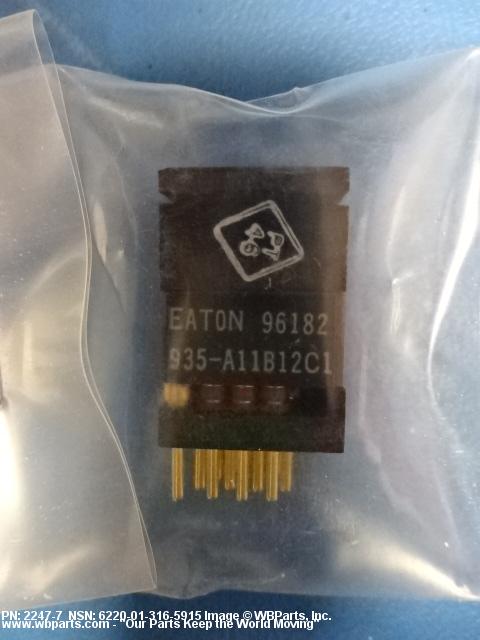 EATON 96182
935-A11B12C1
PN: 2247-7 NSN: 6220-01-316-5915 Image © WBParts, Inc.
www.wbparts.com - "Our Parts Keep the World Moving"